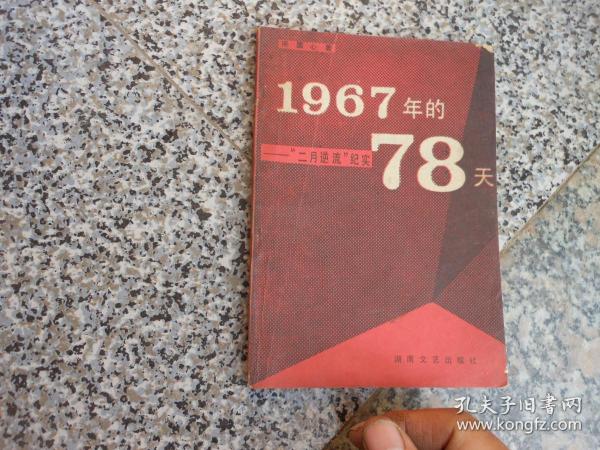 1967年的
78天
——“二月逆流”纪实
湖南文艺出版社
孔夫子旧书网
www.kongfz.com